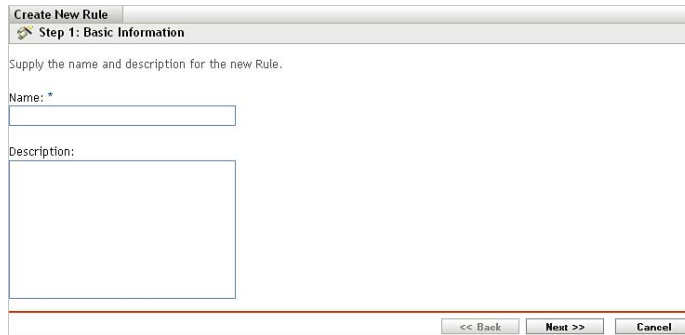 Create New Rule
Step 1: Basic Information
Supply the name and description for the new Rule.
Name: *
Description:
<< Back Next >> Cancel